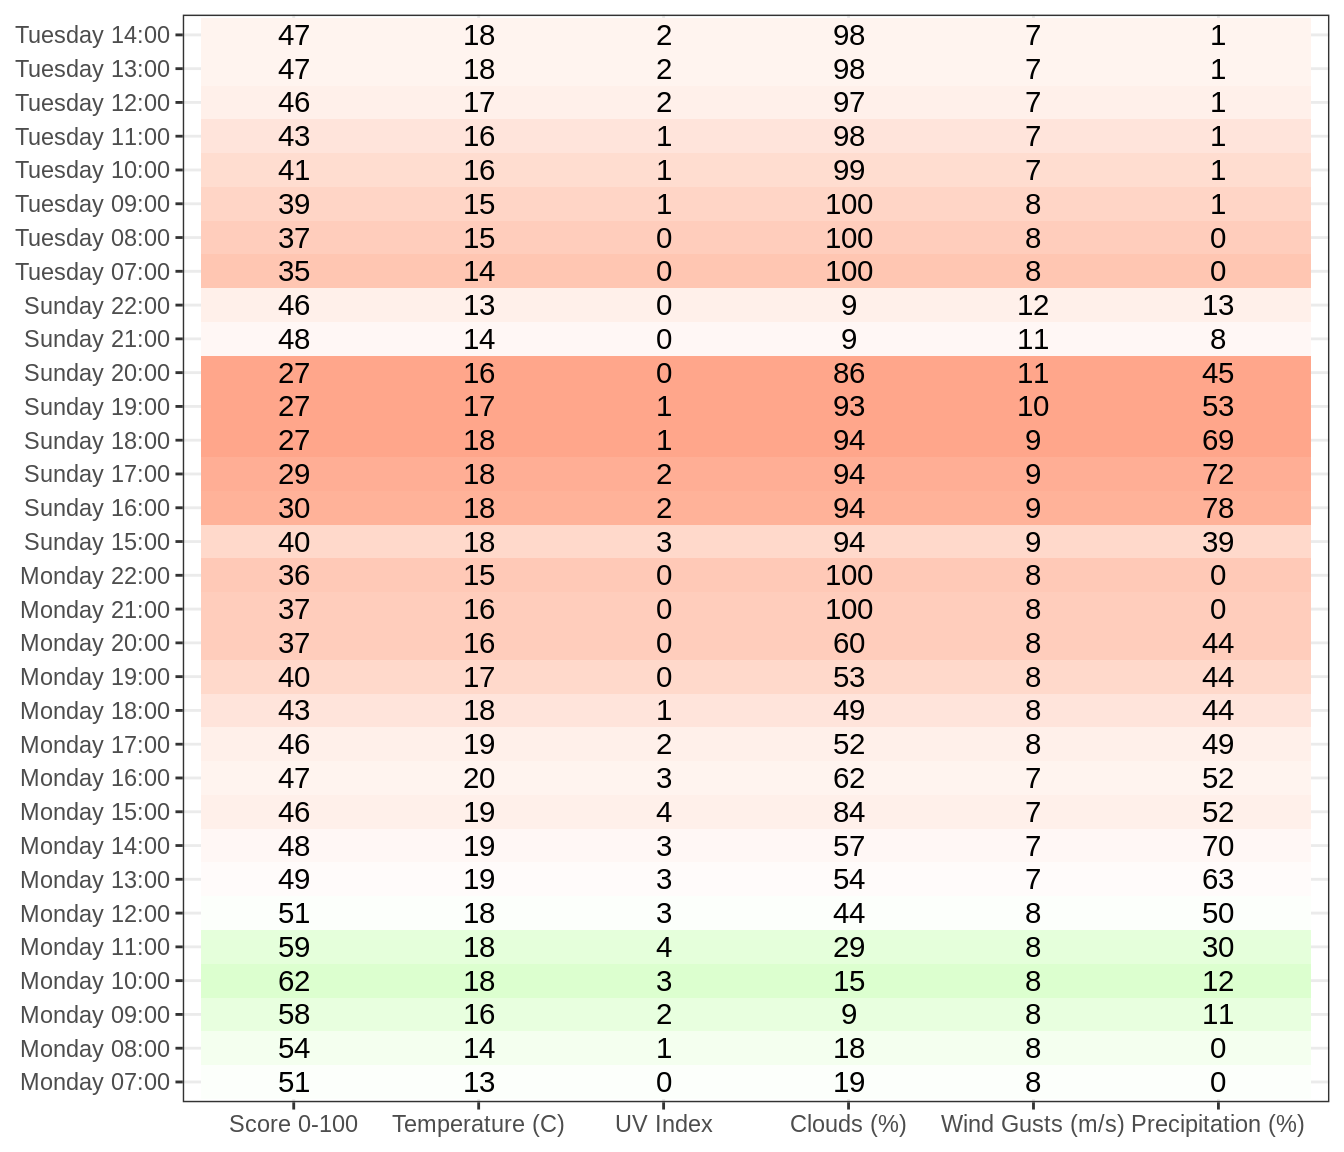 Tuesday 14:00 47 18 2 98 7 1
Tuesday 13:00 47 18 2 98 7 1
Tuesday 12:00 46 17 2 97 7 1
Tuesday 11:00 43 16 1 98 7 1
Tuesday 10:00 41 16 1 99 7 1
Tuesday 09:00 39 15 1 100 8 1
Tuesday 08:00 37 15 0 100 8 0
Tuesday 07:00 35 14 0 100 8 0
Sunday 22:00 46 13 0 9 12 13
Sunday 21:00 48 14 0 9 11 8
Sunday 20:00 27 16 0 86 11 45
Sunday 19:00 27 17 1 93 10 53
Sunday 18:00 27 18 1 94 9 69
Sunday 17:00 29 18 2 94 9 72
Sunday 16:00 30 18 2 94 9 78
Sunday 15:00 40 18 3 94 9 39
Monday 22:00 36 15 0 100 8 0
Monday 21:00 37 16 0 100 8 0
Monday 20:00 37 16 0 60 8 44
Monday 19:00 40 17 0 53 8 44
Monday 18:00 43 18 1 49 8 44
Monday 17:00 46 19 2 52 8 49
Monday 16:00 47 20 3 62 7 52
Monday 15:00 46 19 4 84 7 52
Monday 14:00 48 19 3 57 7 70
Monday 13:00 49 19 3 54 7 63
Monday 12:00 51 18 3 44 8 50
Monday 11:00 59 18 4 29 8 30
Monday 10:00 62 18 3 15 8 12
Monday 09:00 58 16 2 9 8 11
Monday 08:00 54 14 1 18 8 0
Monday 07:00 51 13 0 19 8 0
Score 0-100 Temperature (C) UV Index Clouds (%) Wind Gusts (m/s) Precipitation (%)